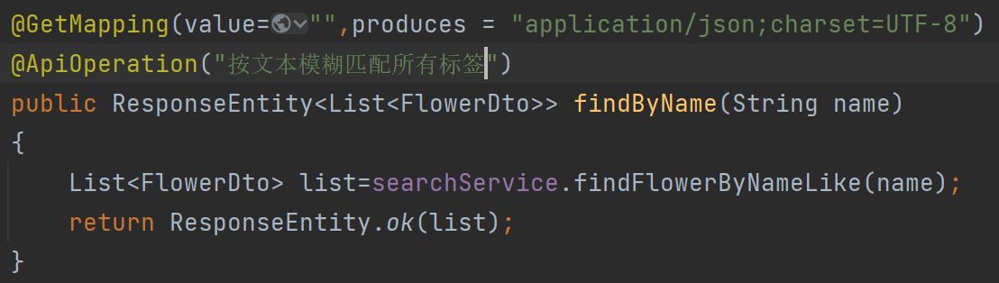 @GetMapping(value="",produces = "application/json;charset=UTF-8")
@ApiOperation("按文本模糊匹配所有标签")
public ResponseEntity<List<FlowerDto>> findByName(String name)
{
    List<FlowerDto> list=searchService.findFlowerByNameLike(name);
    return ResponseEntity.ok(list);
}